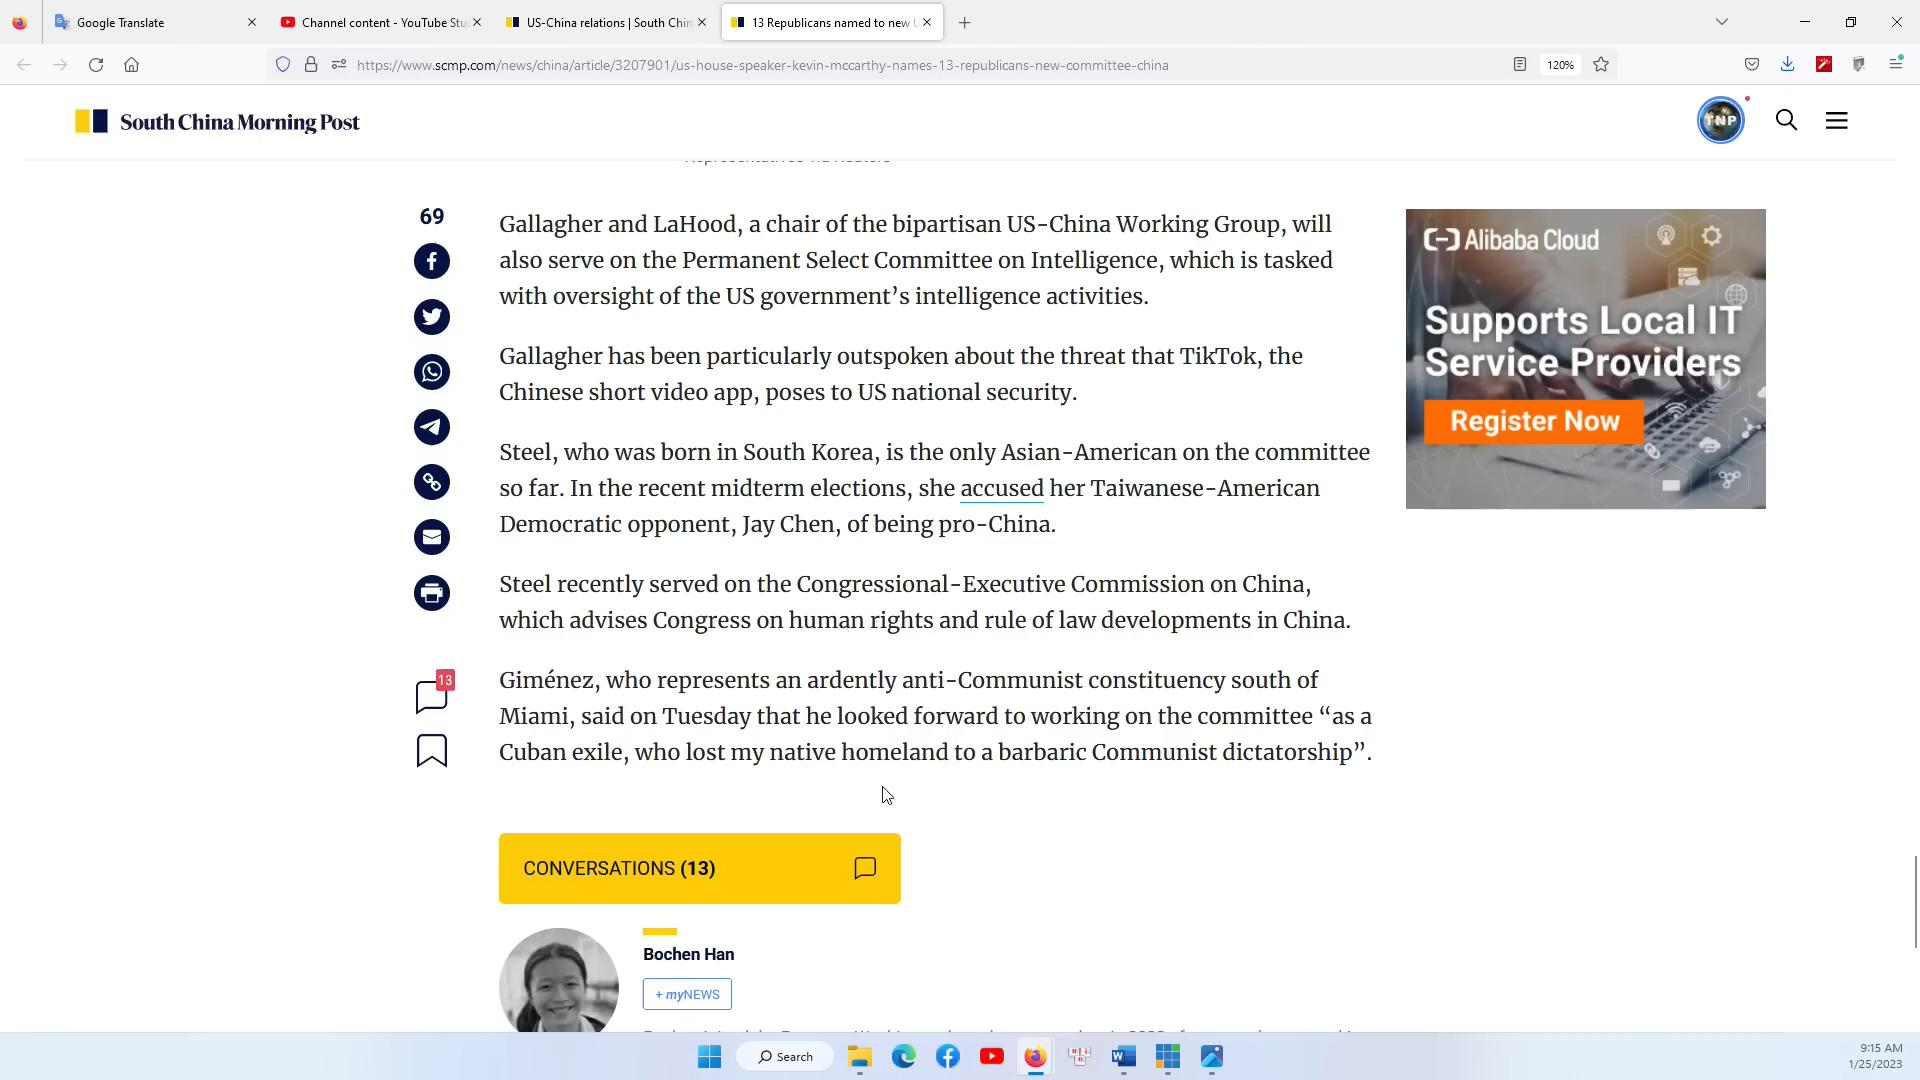 Google Translate
Channel content - YouTube Stu
US-China relations | South Chin
13 Republicans named to new U
https://www.scmp.com/news/china/article/3207901/us-house-speaker-kevin-mccarthy-names-13-republicans-new-committee-china
120%
South China Morning Post
TNP
Representatives via Reuters
69
Gallagher and LaHood, a chair of the bipartisan US-China Working Group, will
also serve on the Permanent Select Committee on Intelligence, which is tasked
with oversight of the US government’s intelligence activities.
Gallagher has been particularly outspoken about the threat that TikTok, the
Chinese short video app, poses to US national security.
Steel, who was born in South Korea, is the only Asian-American on the committee
so far. In the recent midterm elections, she accused her Taiwanese-American
Democratic opponent, Jay Chen, of being pro-China.
Steel recently served on the Congressional-Executive Commission on China,
which advises Congress on human rights and rule of law developments in China.
Giménez, who represents an ardently anti-Communist constituency south of
Miami, said on Tuesday that he looked forward to working on the committee “as a
Cuban exile, who lost my native homeland to a barbaric Communist dictatorship”.
13
Alibaba Cloud
Supports Local IT
Service Providers
Register Now
CONVERSATIONS (13)
Bochen Han
+ myNEWS
Search
9:15 AM
1/25/2023